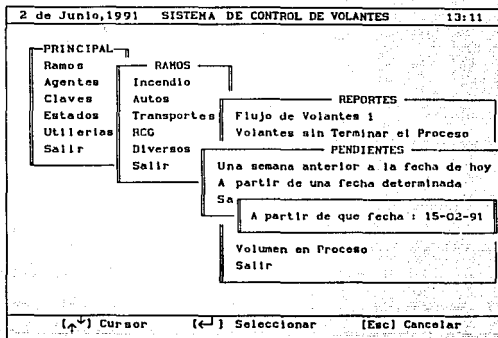 2 de Junio,1991 SISTEMA DE CONTROL DE VOLANTES 13:11
PRINCIPAL
Ramos
Agentes
Claves
Estados
Utilerias
Salir
RAMOS
Incendio
Autos
Transportes
RCG
Diversos
Salir
REPORTES
Flujo de Volantes 1
Volantes sin Terminar el Proceso
PENDIENTES
Una semana anterior a la fecha de hoy
A partir de una fecha determinada
Sa
A partir de que fecha : 15-02-91
Volumen en Proceso
Salir
[↑↓] Cursor [←┘] Seleccionar [Esc] Cancelar